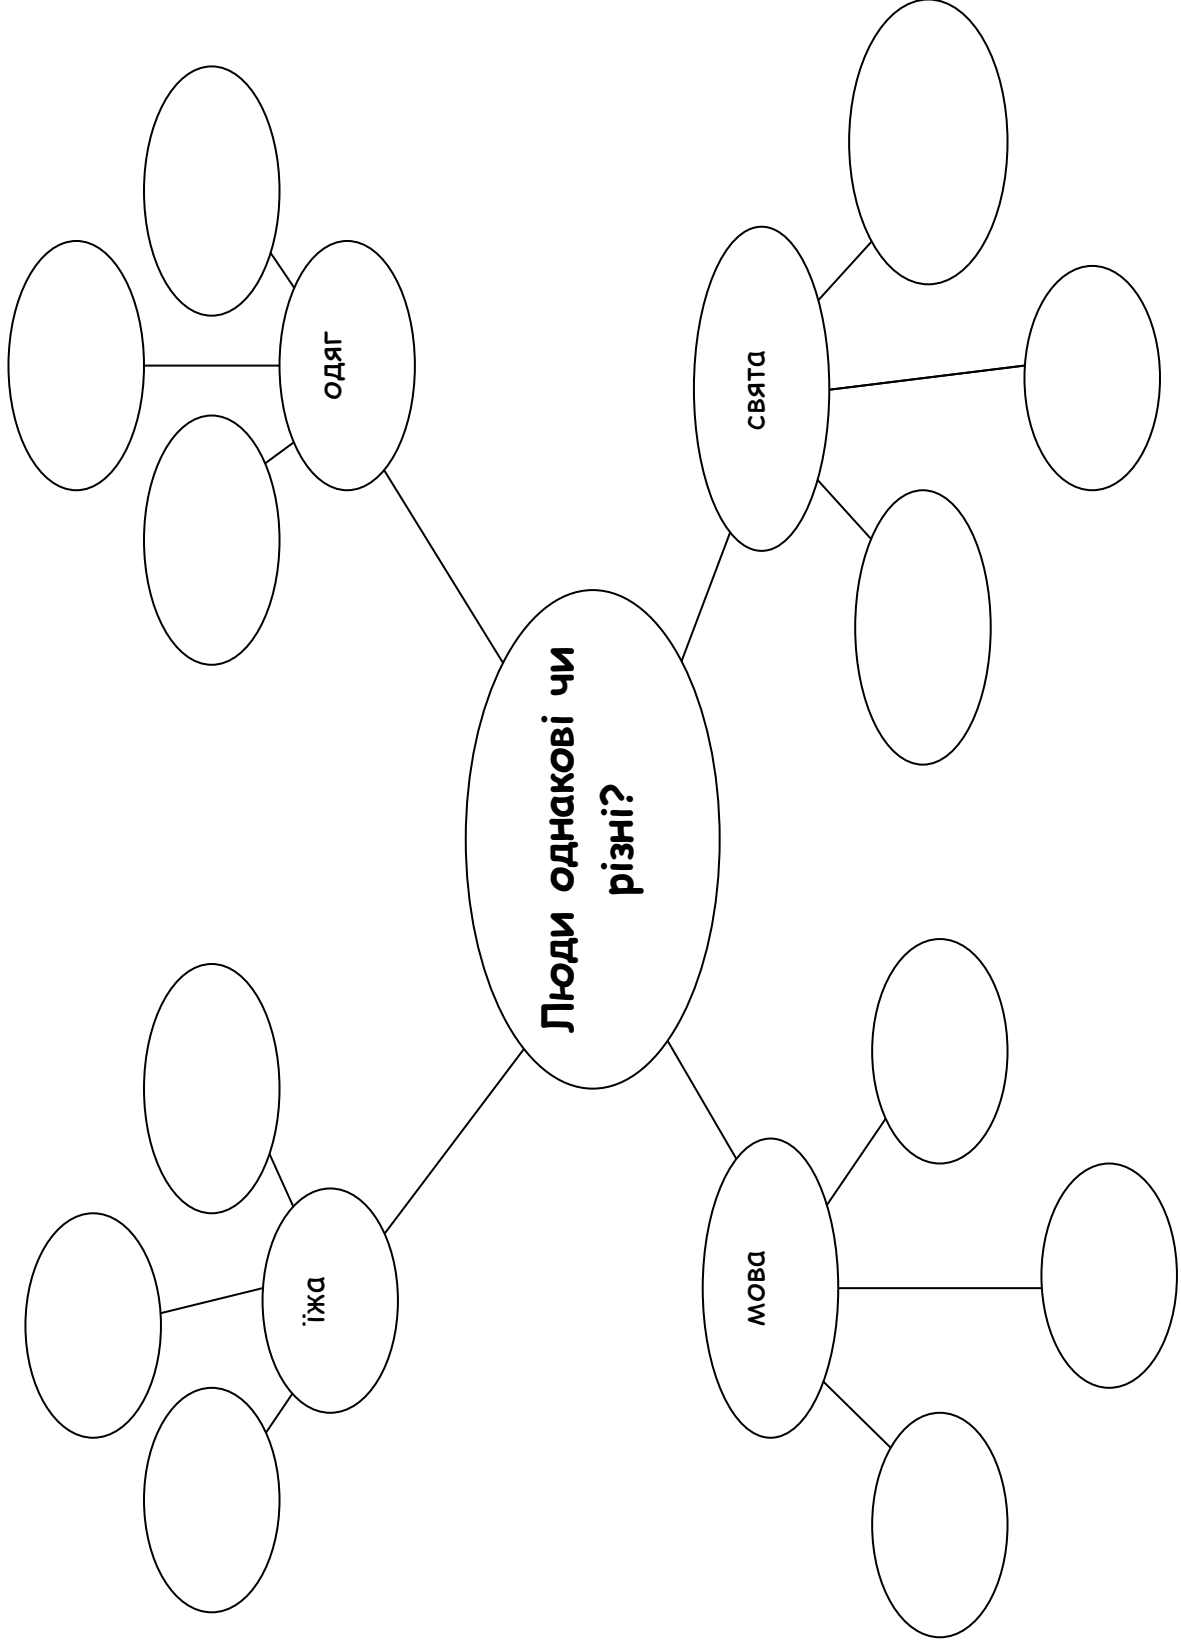 їжа
одяг
Люди однакові чи
різні?
мова
свята